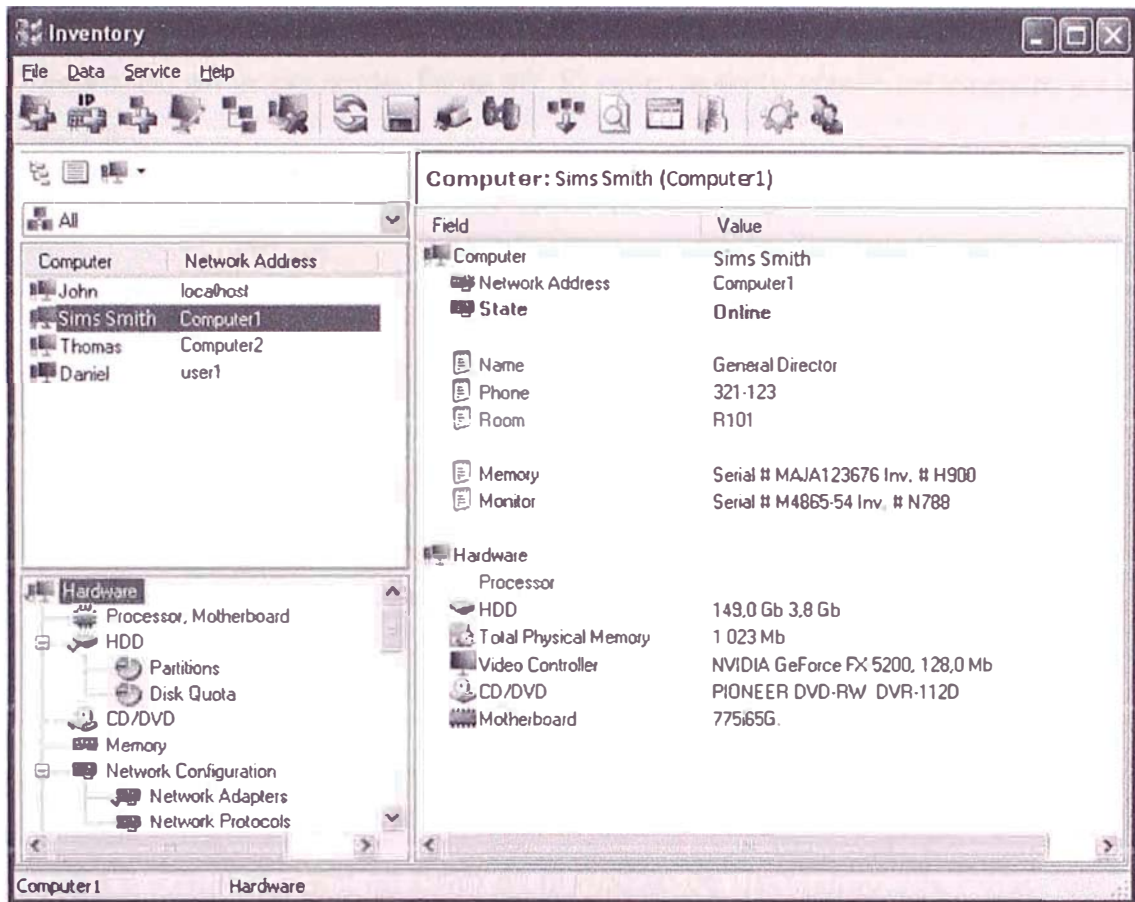 Inventory
File Data Service Help
IP
All
Computer Network Address
John localhost
Sims Smith Computer1
Thomas Computer2
Daniel user1
Hardware
Processor, Motherboard
HDD
Partitions
Disk Quota
CD/DVD
Memory
Network Configuration
Network Adapters
Network Protocols
Computer: Sims Smith (Computer1)
Field Value
Computer Sims Smith
Network Address Computer1
State Online
Name General Director
Phone 321-123
Room R101
Memory Serial # MAJA123676 Inv. # H900
Monitor Serial # M4865-54 Inv. # N788
Hardware
Processor
HDD 149,0 Gb 3,8 Gb
Total Physical Memory 1 023 Mb
Video Controller NVIDIA GeForce FX 5200, 128,0 Mb
CD/DVD PIONEER DVD-RW DVR-112D
Motherboard 775i65G.
Computer1 Hardware